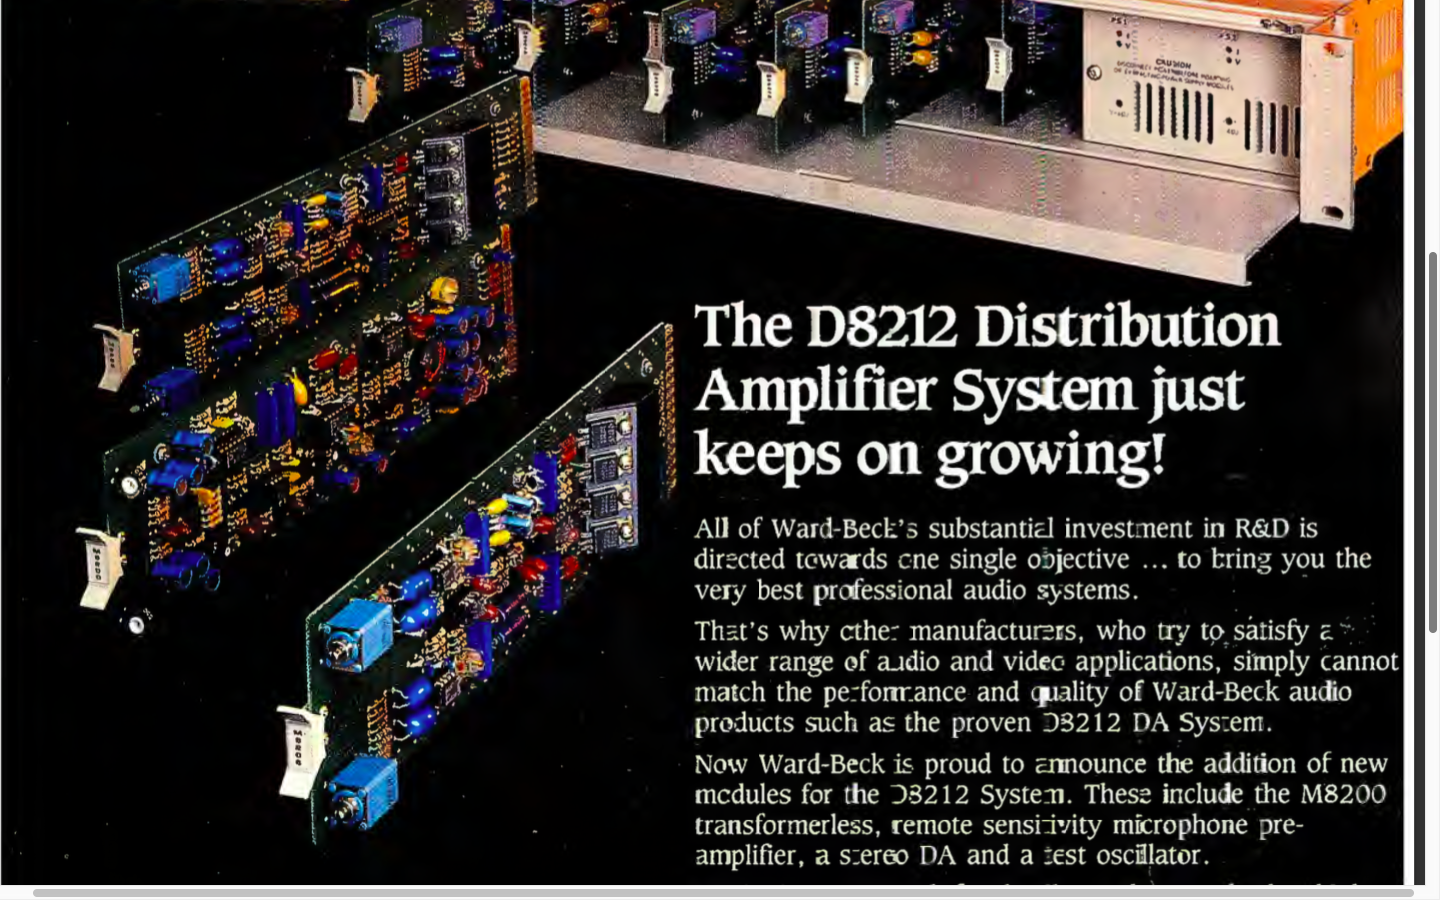 PS1
PS2
I
V
I
V
CAUTION
The D8212 Distribution
Amplifier System just
keeps on growing!
All of Ward-Beck's substantial investment in R&D is
directed towards one single objective ... to bring you the
very best professional audio systems.
That's why other manufacturers, who try to satisfy a
wider range of audio and video applications, simply cannot
match the performance and quality of Ward-Beck audio
products such as the proven D8212 DA System.
Now Ward-Beck is proud to announce the addition of new
modules for the D8212 System. These include the M8200
transformerless, remote sensitivity microphone pre-
amplifier, a stereo DA and a test oscillator.